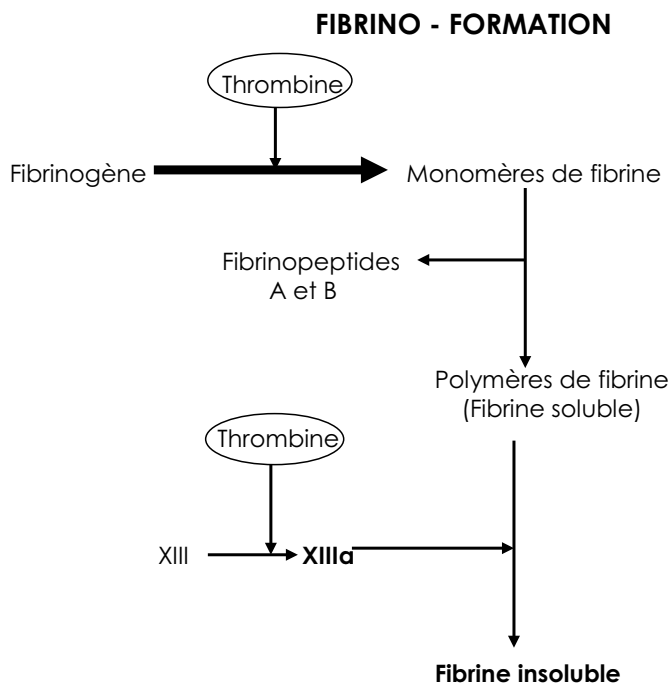 FIBRINO - FORMATION
Thrombine
Fibrinogène
Monomères de fibrine
Fibrinopeptides
A et B
Polymères de fibrine
(Fibrine soluble)
Thrombine
XIII
XIIIa
Fibrine insoluble